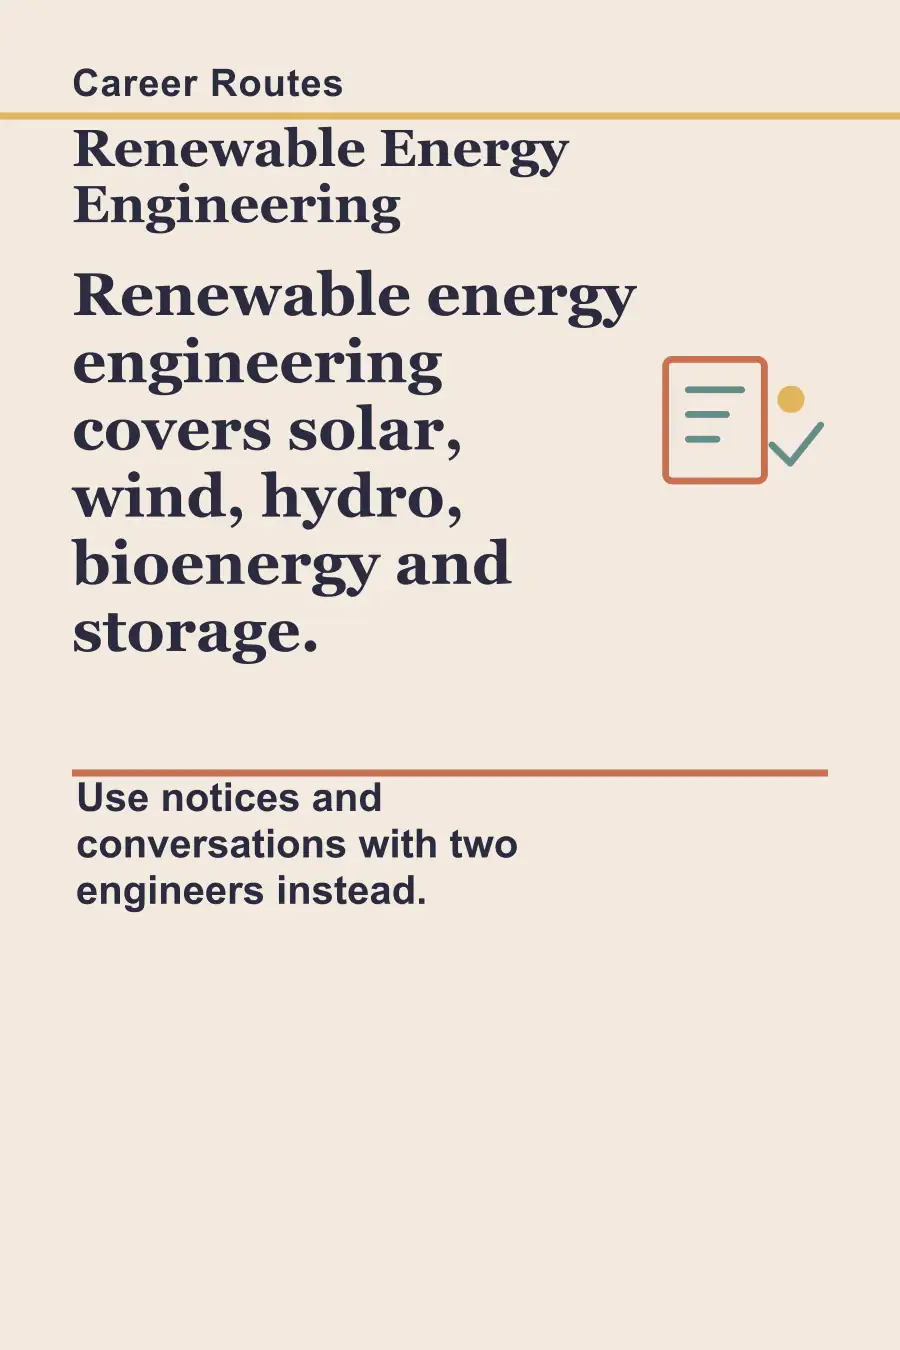 Career Routes
Renewable Energy
Engineering
Renewable energy
engineering
covers solar,
wind, hydro,
bioenergy and
storage.
Use notices and
conversations with two
engineers instead.